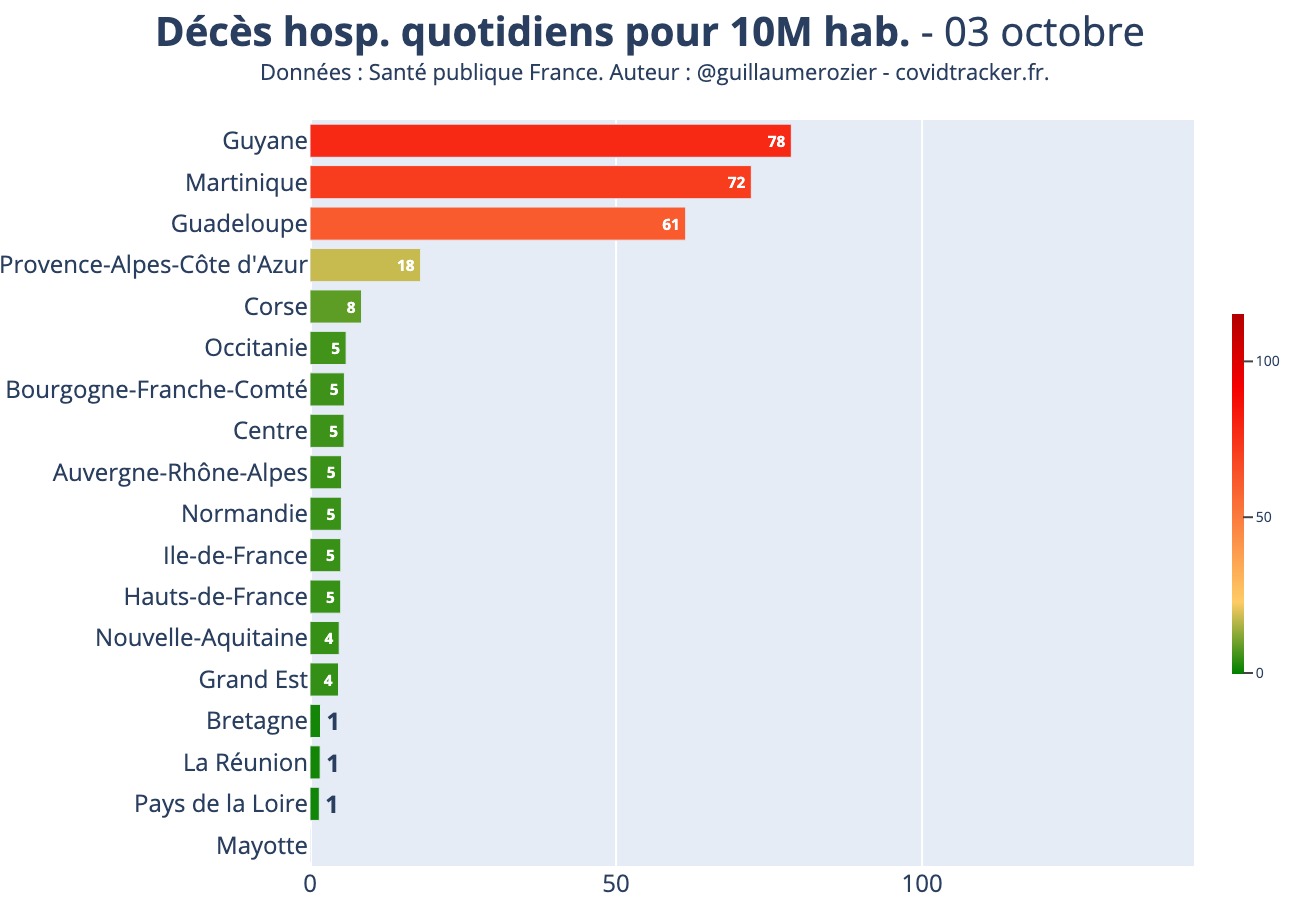 Décès hosp. quotidiens pour 10M hab. - 03 octobre
Données : Santé publique France. Auteur : @guillaumerozier - covidtracker.fr.
Guyane 78
Martinique 72
Guadeloupe 61
Provence-Alpes-Côte d'Azur 18
Corse 8
Occitanie 5
Bourgogne-Franche-Comté 5
Centre 5
Auvergne-Rhône-Alpes 5
Normandie 5
Ile-de-France 5
Hauts-de-France 5
Nouvelle-Aquitaine 4
Grand Est 4
Bretagne 1
La Réunion 1
Pays de la Loire 1
Mayotte
0 50 100
100
50
0